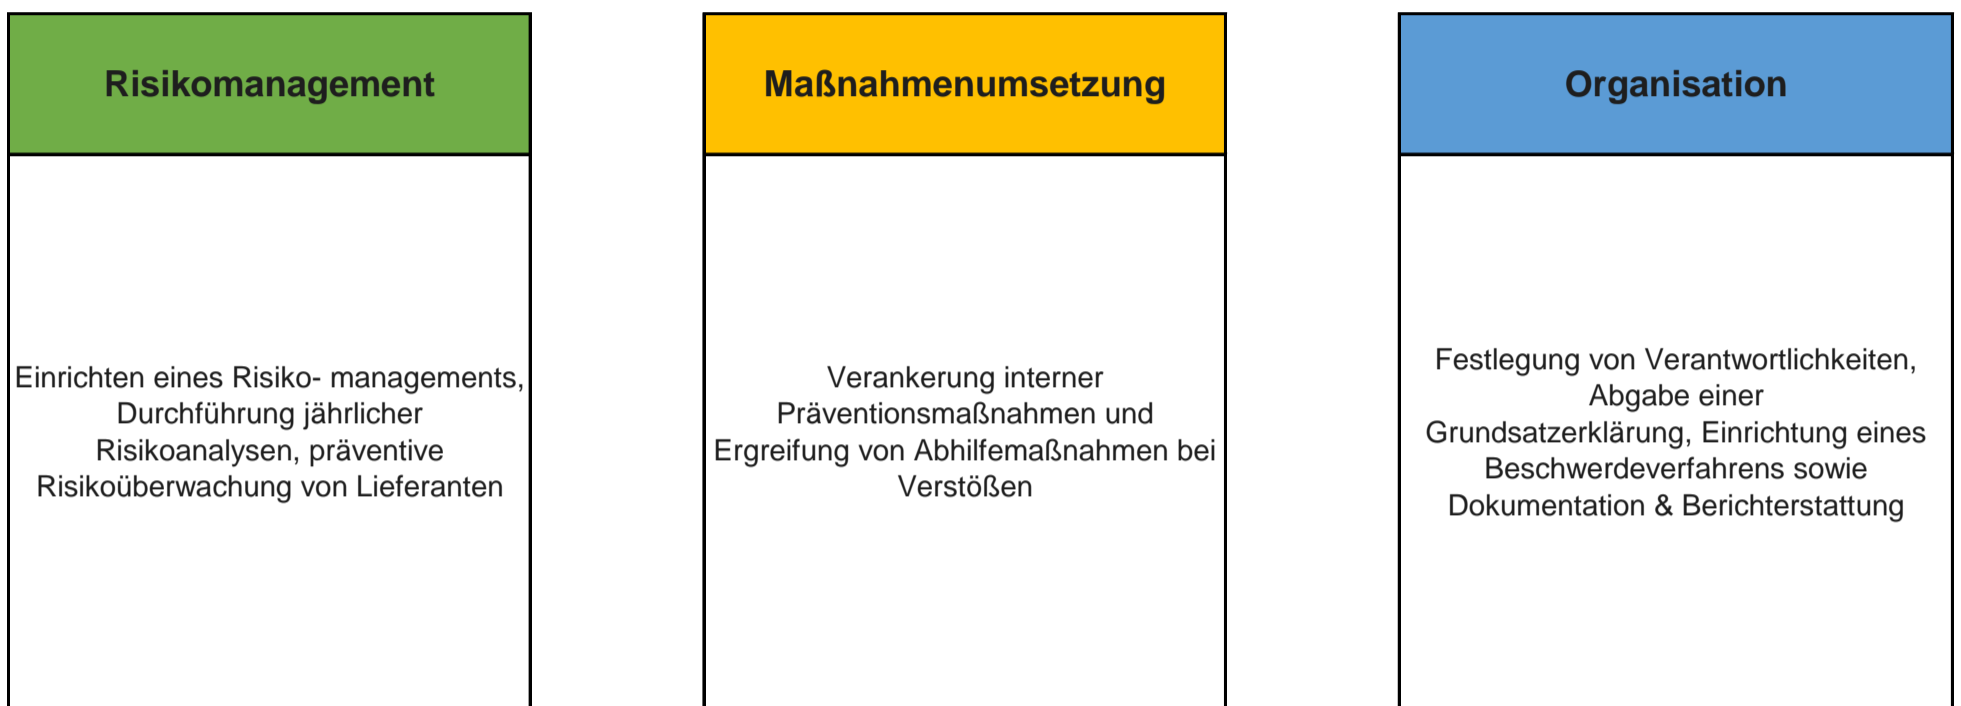 Risikomanagement
Einrichten eines Risiko- managements,
Durchführung jährlicher
Risikoanalysen, präventive
Risikoüberwachung von Lieferanten
Maßnahmenumsetzung
Verankerung interner
Präventionsmaßnahmen und
Ergreifung von Abhilfemaßnahmen bei
Verstößen
Organisation
Festlegung von Verantwortlichkeiten,
Abgabe einer
Grundsatzerklärung, Einrichtung eines
Beschwerdeverfahrens sowie
Dokumentation & Berichterstattung